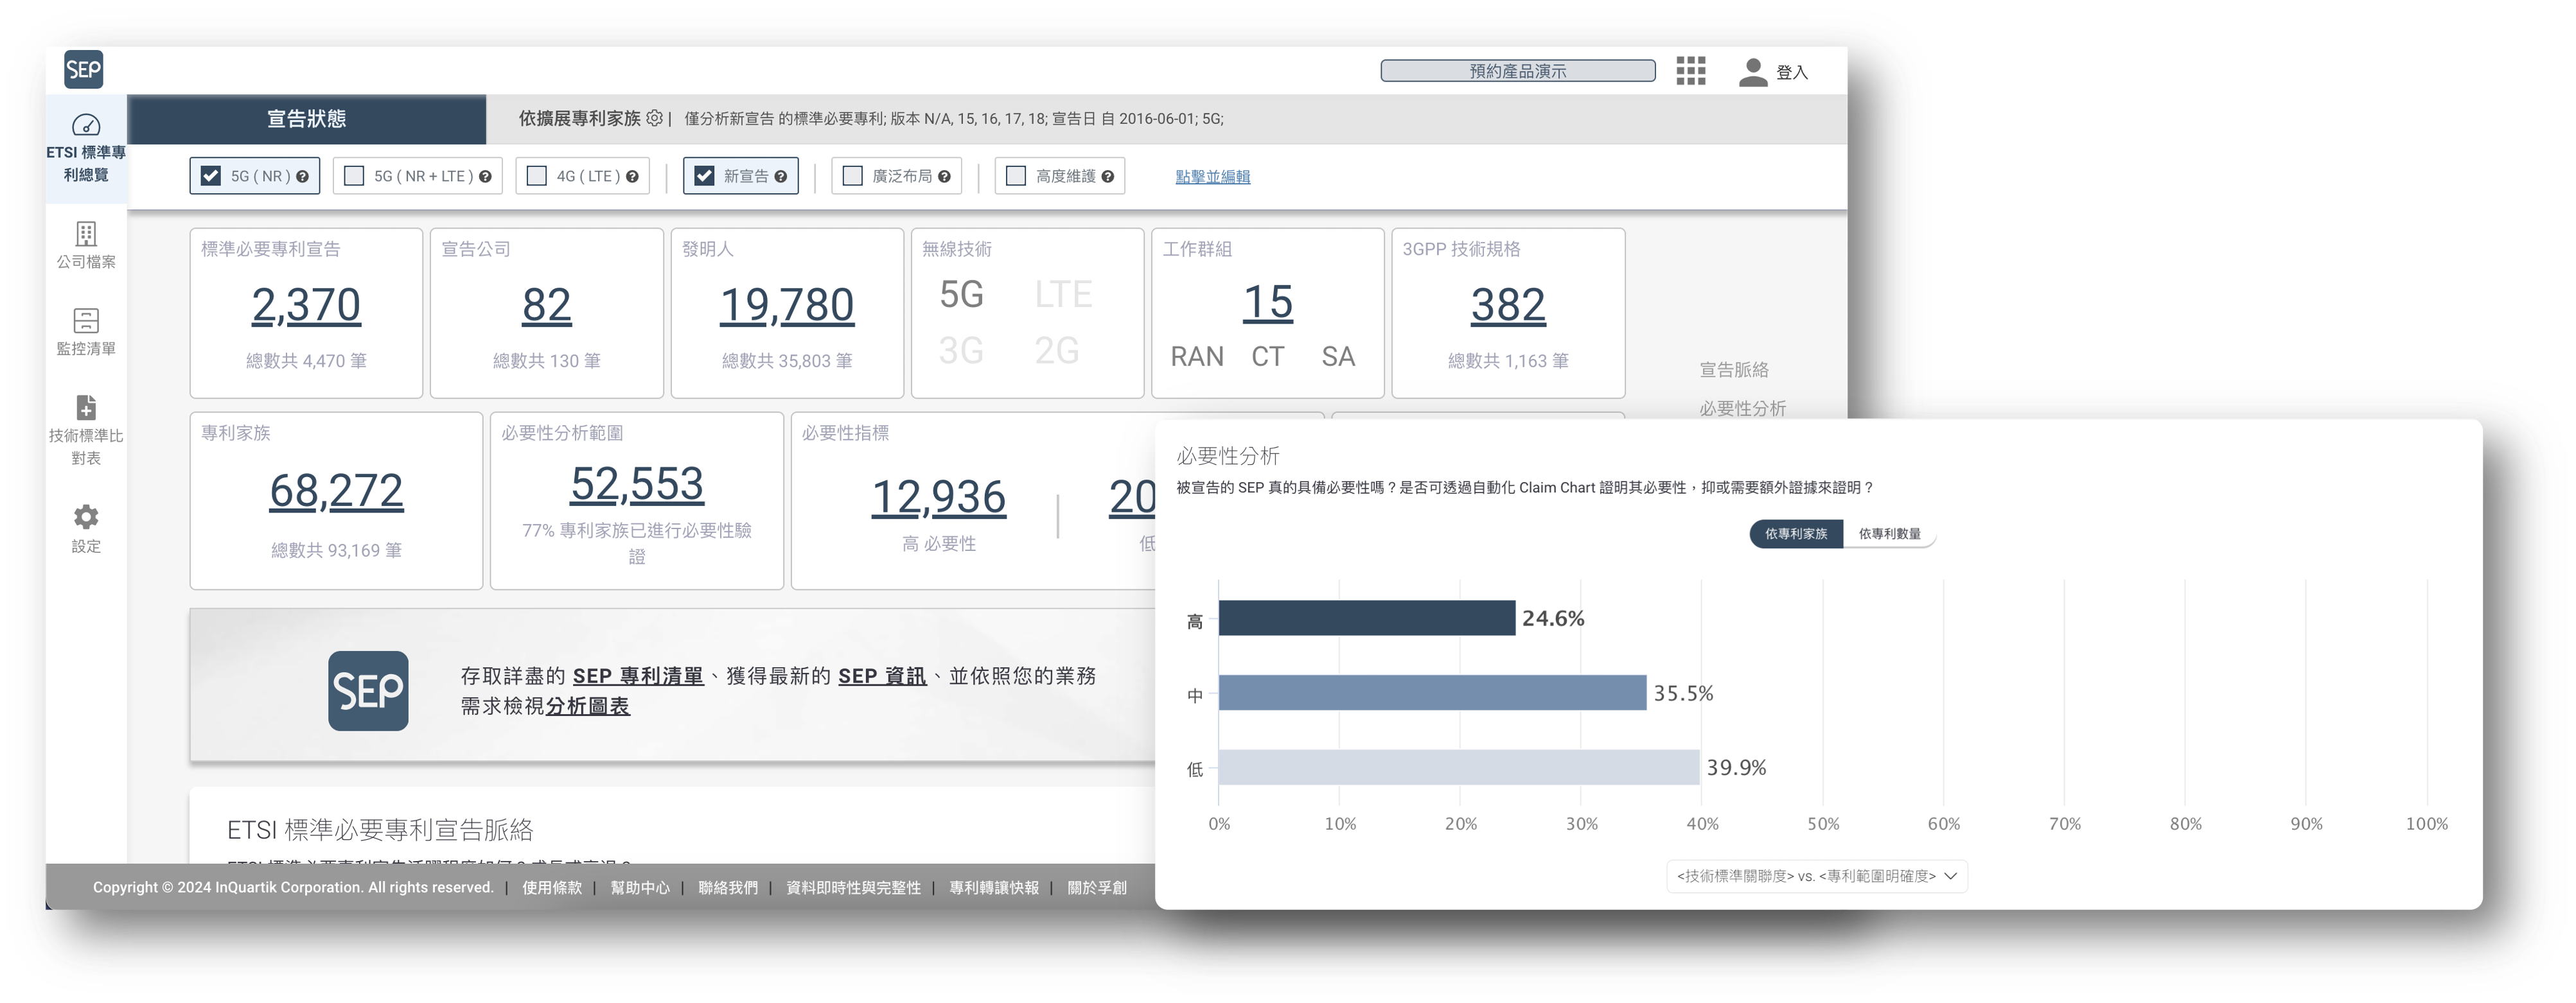 SEP
預約產品演示
登入
宣告狀態
依擴展專利家族 | 僅分析新宣告 的標準必要專利; 版本 N/A, 15, 16, 17, 18; 宣告日 自 2016-06-01; 5G;
ETSI 標準專
利總覽
公司檔案
監控清單
技術標準比
對表
設定
5G ( NR ) ?
5G ( NR + LTE ) ?
4G ( LTE ) ?
新宣告 ?
廣泛布局 ?
高度維護 ?
點擊並編輯
標準必要專利宣告
2,370
總數共 4,470 筆
宣告公司
82
總數共 130 筆
發明人
19,780
總數共 35,803 筆
無線技術
5G LTE
3G 2G
工作群組
15
RAN CT SA
3GPP 技術規格
382
總數共 1,163 筆
宣告脈絡
必要性分析
專利家族
68,272
總數共 93,169 筆
必要性分析範圍
52,553
77% 專利家族已進行必要性驗
證
必要性指標
12,936
高 必要性
20
低
SEP
存取詳盡的 SEP 專利清單、獲得最新的 SEP 資訊、並依照您的業務
需求檢視分析圖表
ETSI 標準必要專利宣告脈絡
Copyright © 2024 InQuartik Corporation. All rights reserved. | 使用條款 | 幫助中心 | 聯絡我們 | 資料即時性與完整性 | 專利轉讓快報 | 關於孚創
必要性分析
被宣告的 SEP 真的具備必要性嗎？是否可透過自動化 Claim Chart 證明其必要性，抑或需要額外證據來證明？
依專利家族 依專利數量
高 24.6%
中 35.5%
低 39.9%
0% 10% 20% 30% 40% 50% 60% 70% 80% 90% 100%
<技術標準關聯度> vs. <專利範圍明確度>